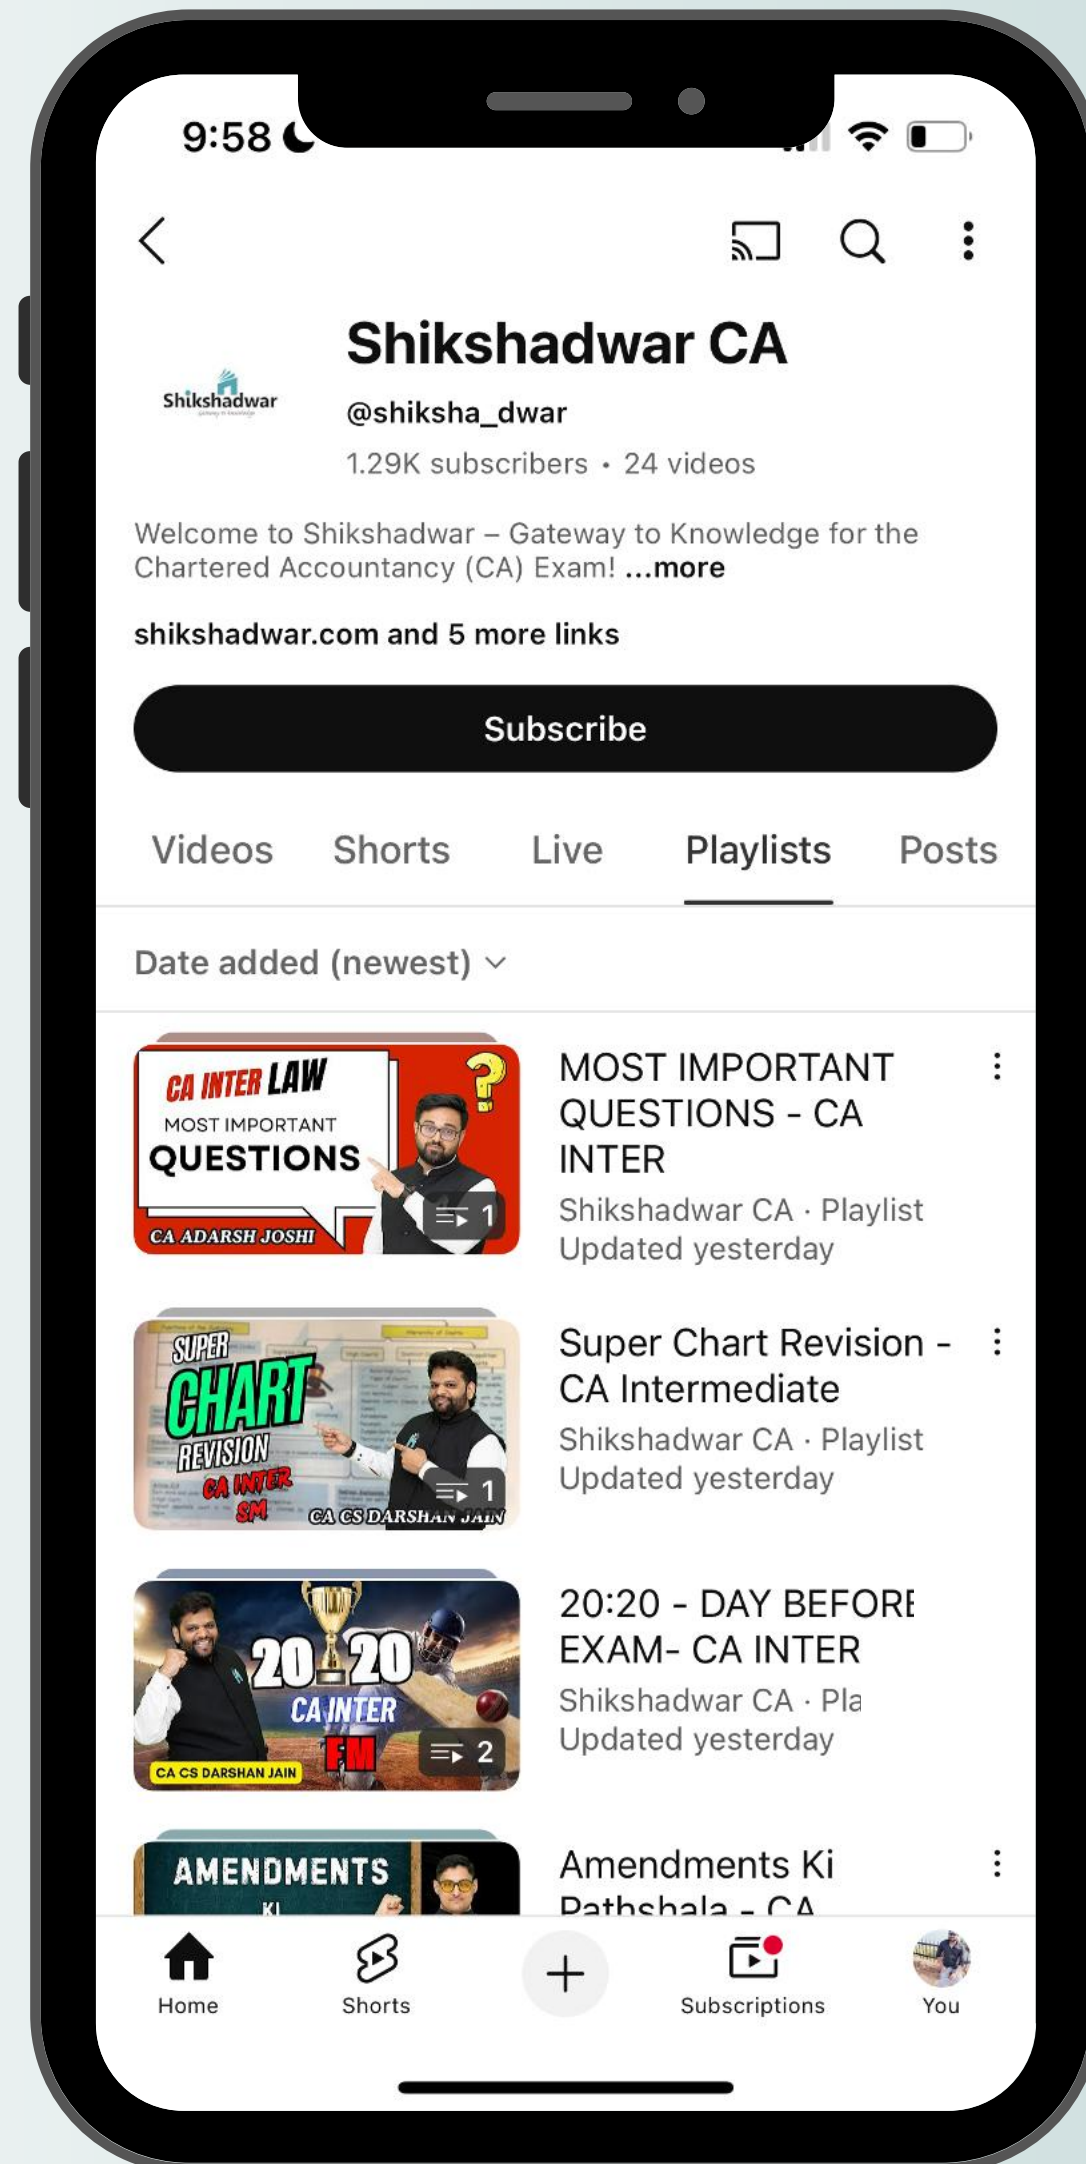 9:58
Shikshadwar
Shikshadwar CA
@shiksha_dwar
1.29K subscribers • 24 videos
Welcome to Shikshadwar – Gateway to Knowledge for the
Chartered Accountancy (CA) Exam! ...more
shikshadwar.com and 5 more links
Subscribe
Videos Shorts Live Playlists Posts
Date added (newest)
CA INTER LAW
MOST IMPORTANT
QUESTIONS
?
1
CA ADARSH JOSHI
MOST IMPORTANT
QUESTIONS - CA
INTER
Shikshadwar CA · Playlist
Updated yesterday
SUPER
CHART
REVISION
CA INTER
SM
1
CA CS DARSHAN JAIN
Super Chart Revision -
CA Intermediate
Shikshadwar CA · Playlist
Updated yesterday
20 20
CA INTER
FM
2
CA CS DARSHAN JAIN
20:20 - DAY BEFORE
EXAM- CA INTER
Shikshadwar CA · Pla
Updated yesterday
AMENDMENTS
KI
Amendments Ki
Pathshala - CA
Home Shorts Subscriptions You